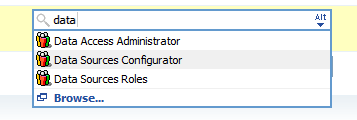 data Alt
Data Access Administrator
Data Sources Configurator
Data Sources Roles
Browse...